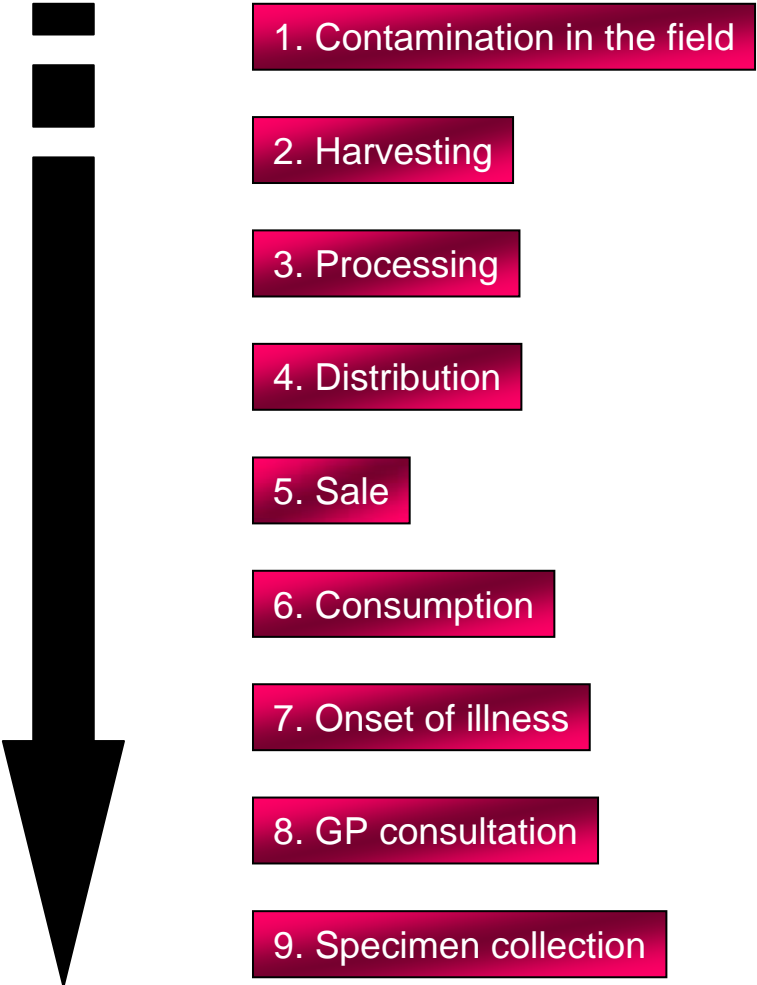 1. Contamination in the field
2. Harvesting
3. Processing
4. Distribution
5. Sale
6. Consumption
7. Onset of illness
8. GP consultation
9. Specimen collection